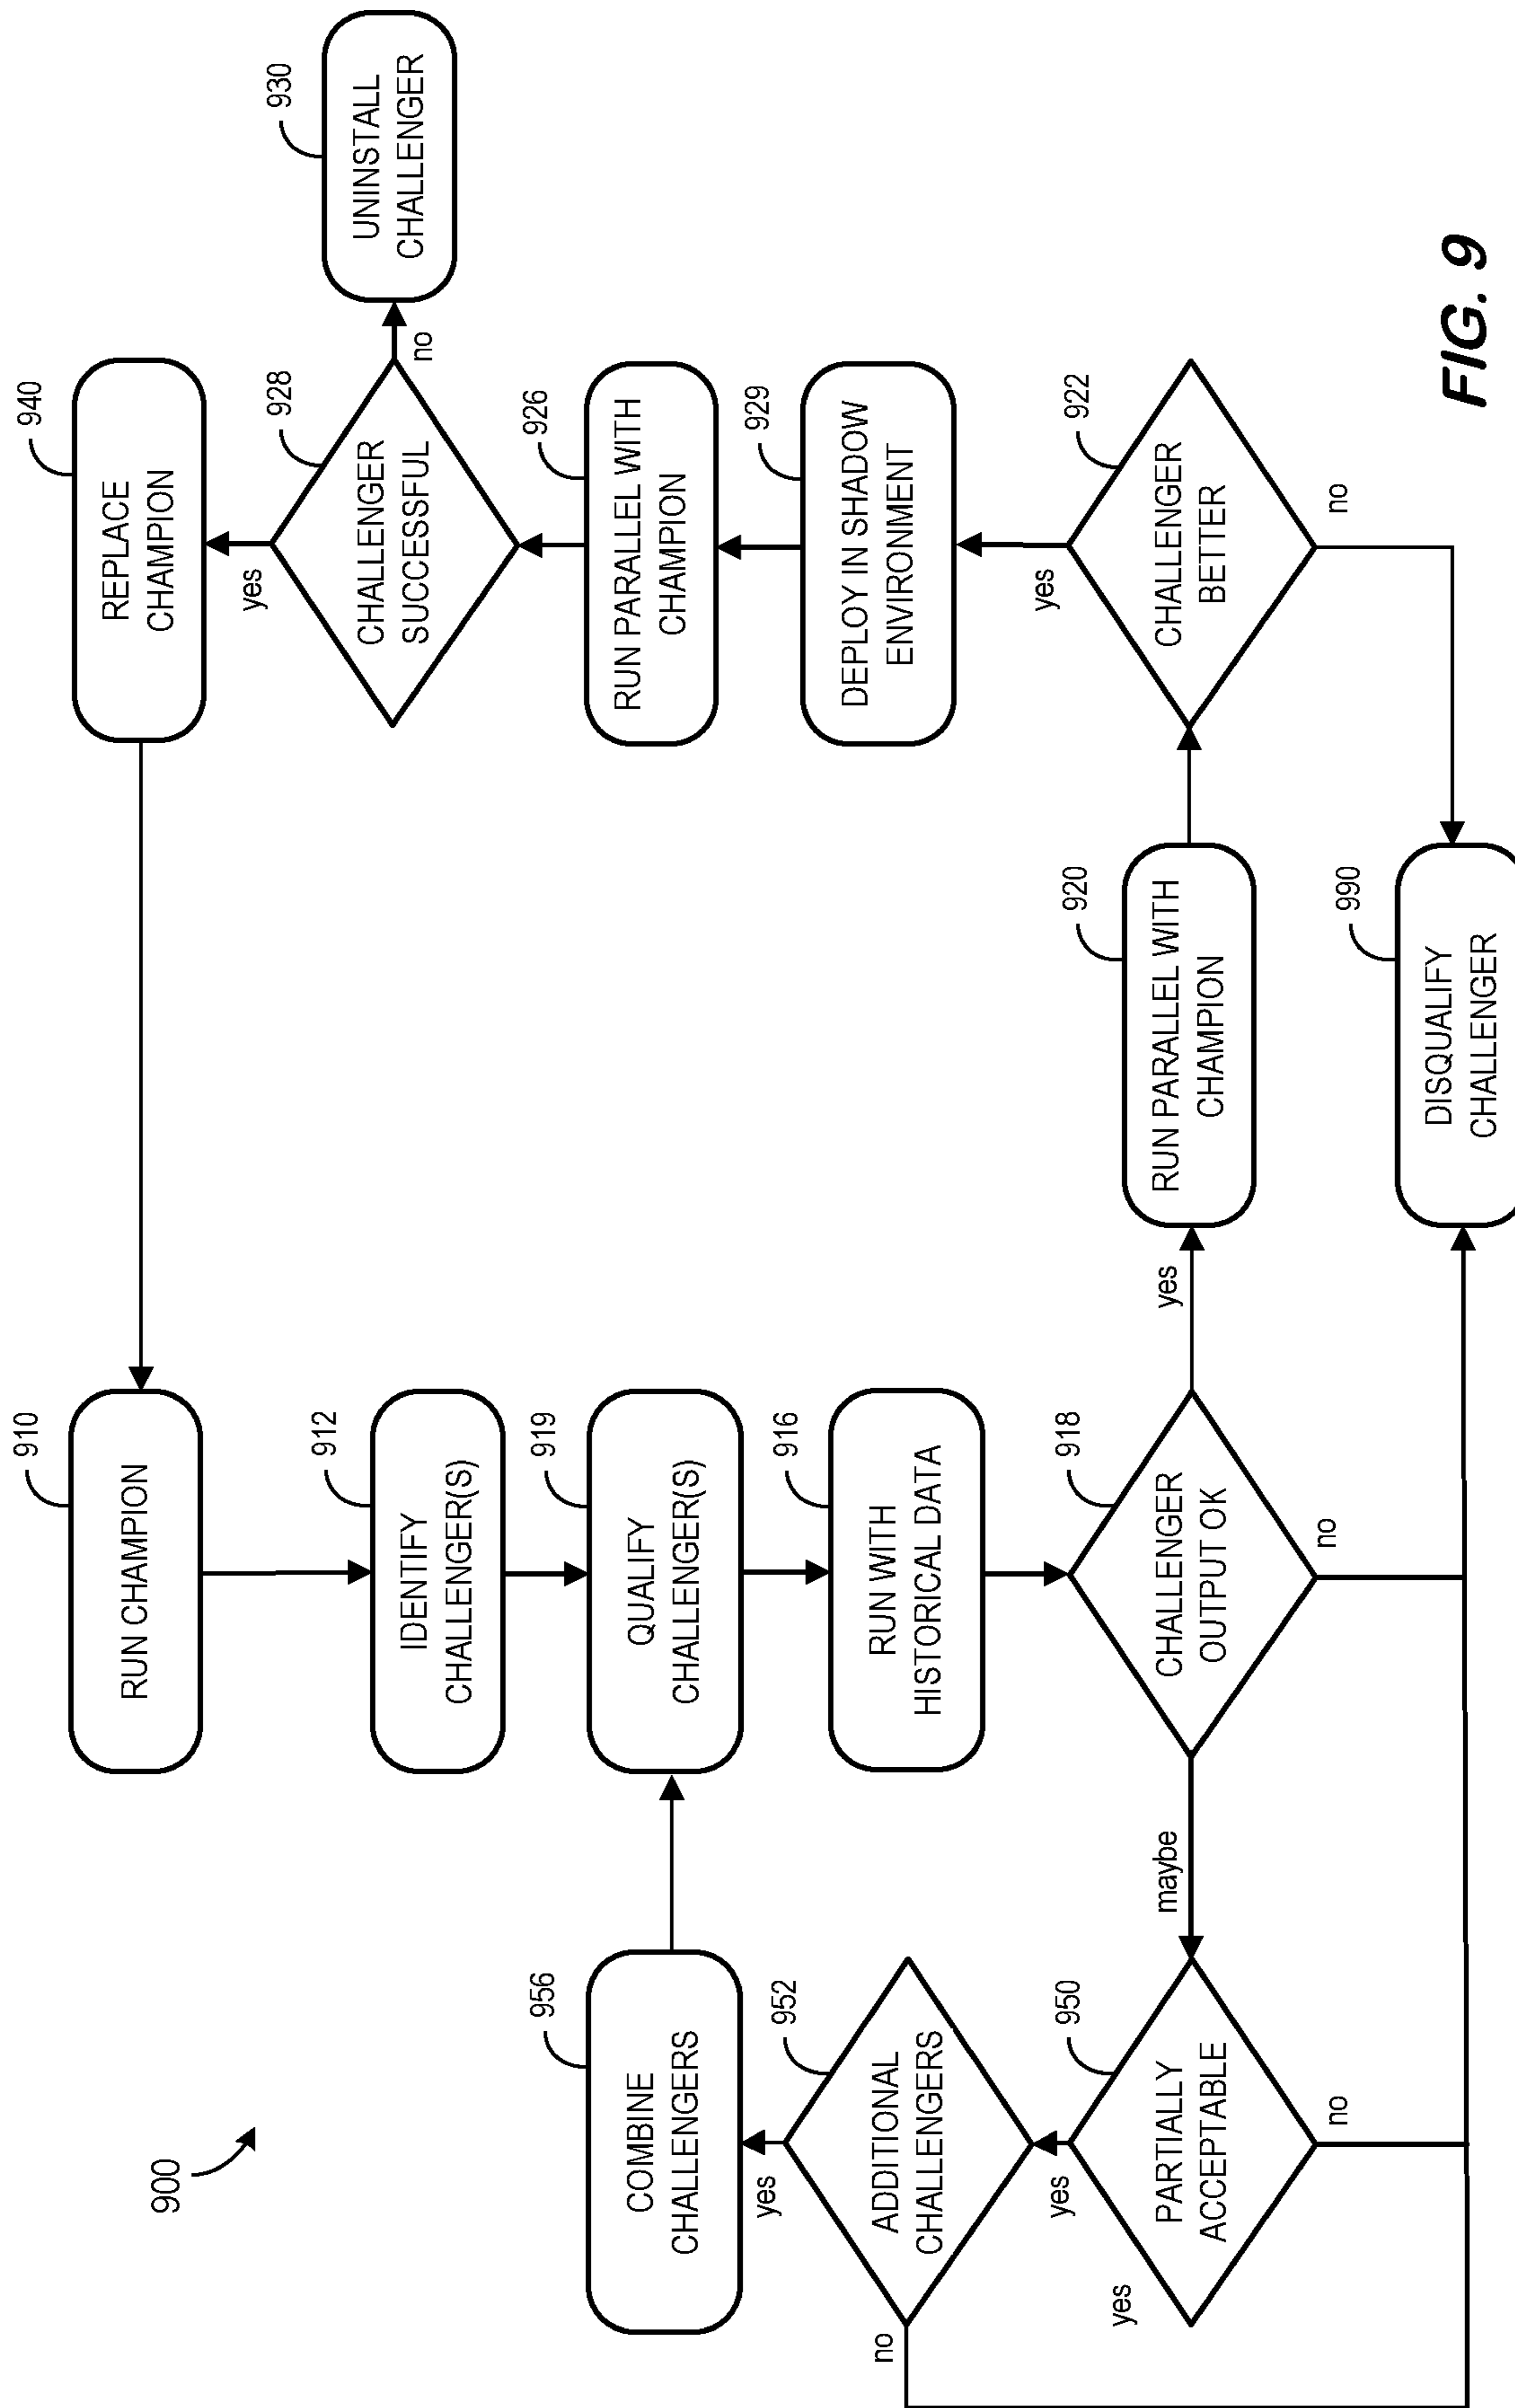 900
910
RUN CHAMPION
940
REPLACE
CHAMPION
912
IDENTIFY
CHALLENGER(S)
yes
928
CHALLENGER
SUCCESSFUL
no
930
UNINSTALL
CHALLENGER
956
COMBINE
CHALLENGERS
919
QUALIFY
CHALLENGER(S)
926
RUN PARALLEL WITH
CHAMPION
yes
952
ADDITIONAL
CHALLENGERS
no
916
RUN WITH
HISTORICAL DATA
929
DEPLOY IN SHADOW
ENVIRONMENT
yes
yes
950
PARTIALLY
ACCEPTABLE
no
maybe
918
CHALLENGER
OUTPUT OK
no
yes
920
RUN PARALLEL WITH
CHAMPION
yes
922
CHALLENGER
BETTER
no
990
DISQUALIFY
CHALLENGER
FIG. 9